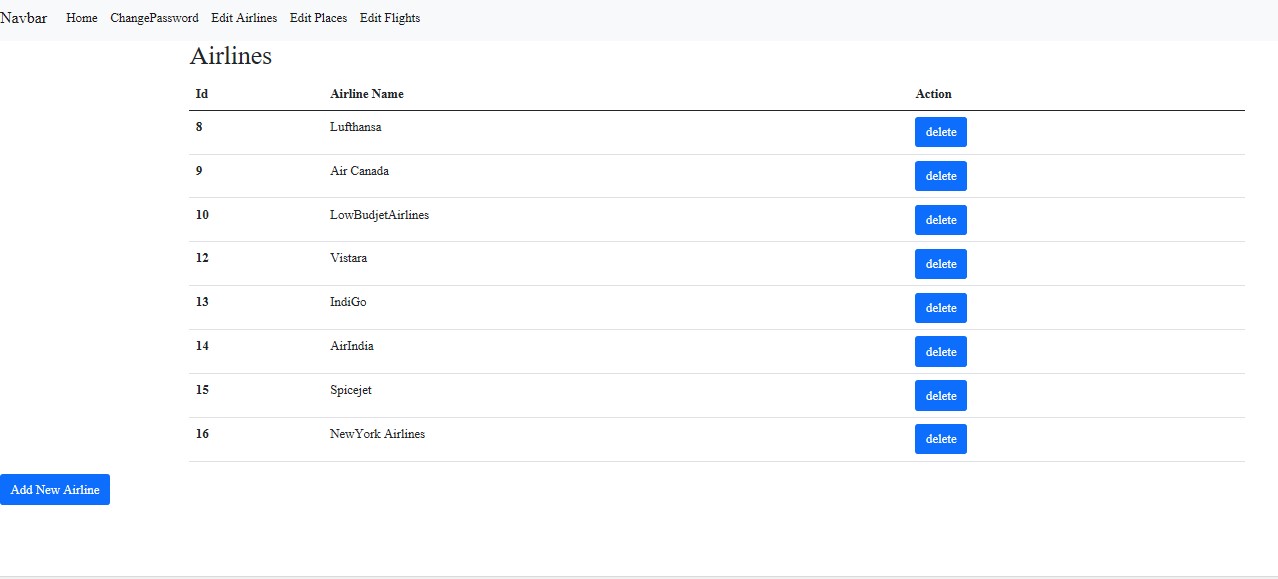 Navbar Home ChangePassword Edit Airlines Edit Places Edit Flights
Airlines
Id Airline Name Action
8 Lufthansa delete
9 Air Canada delete
10 LowBudjetAirlines delete
12 Vistara delete
13 IndiGo delete
14 AirIndia delete
15 Spicejet delete
16 NewYork Airlines delete
Add New Airline